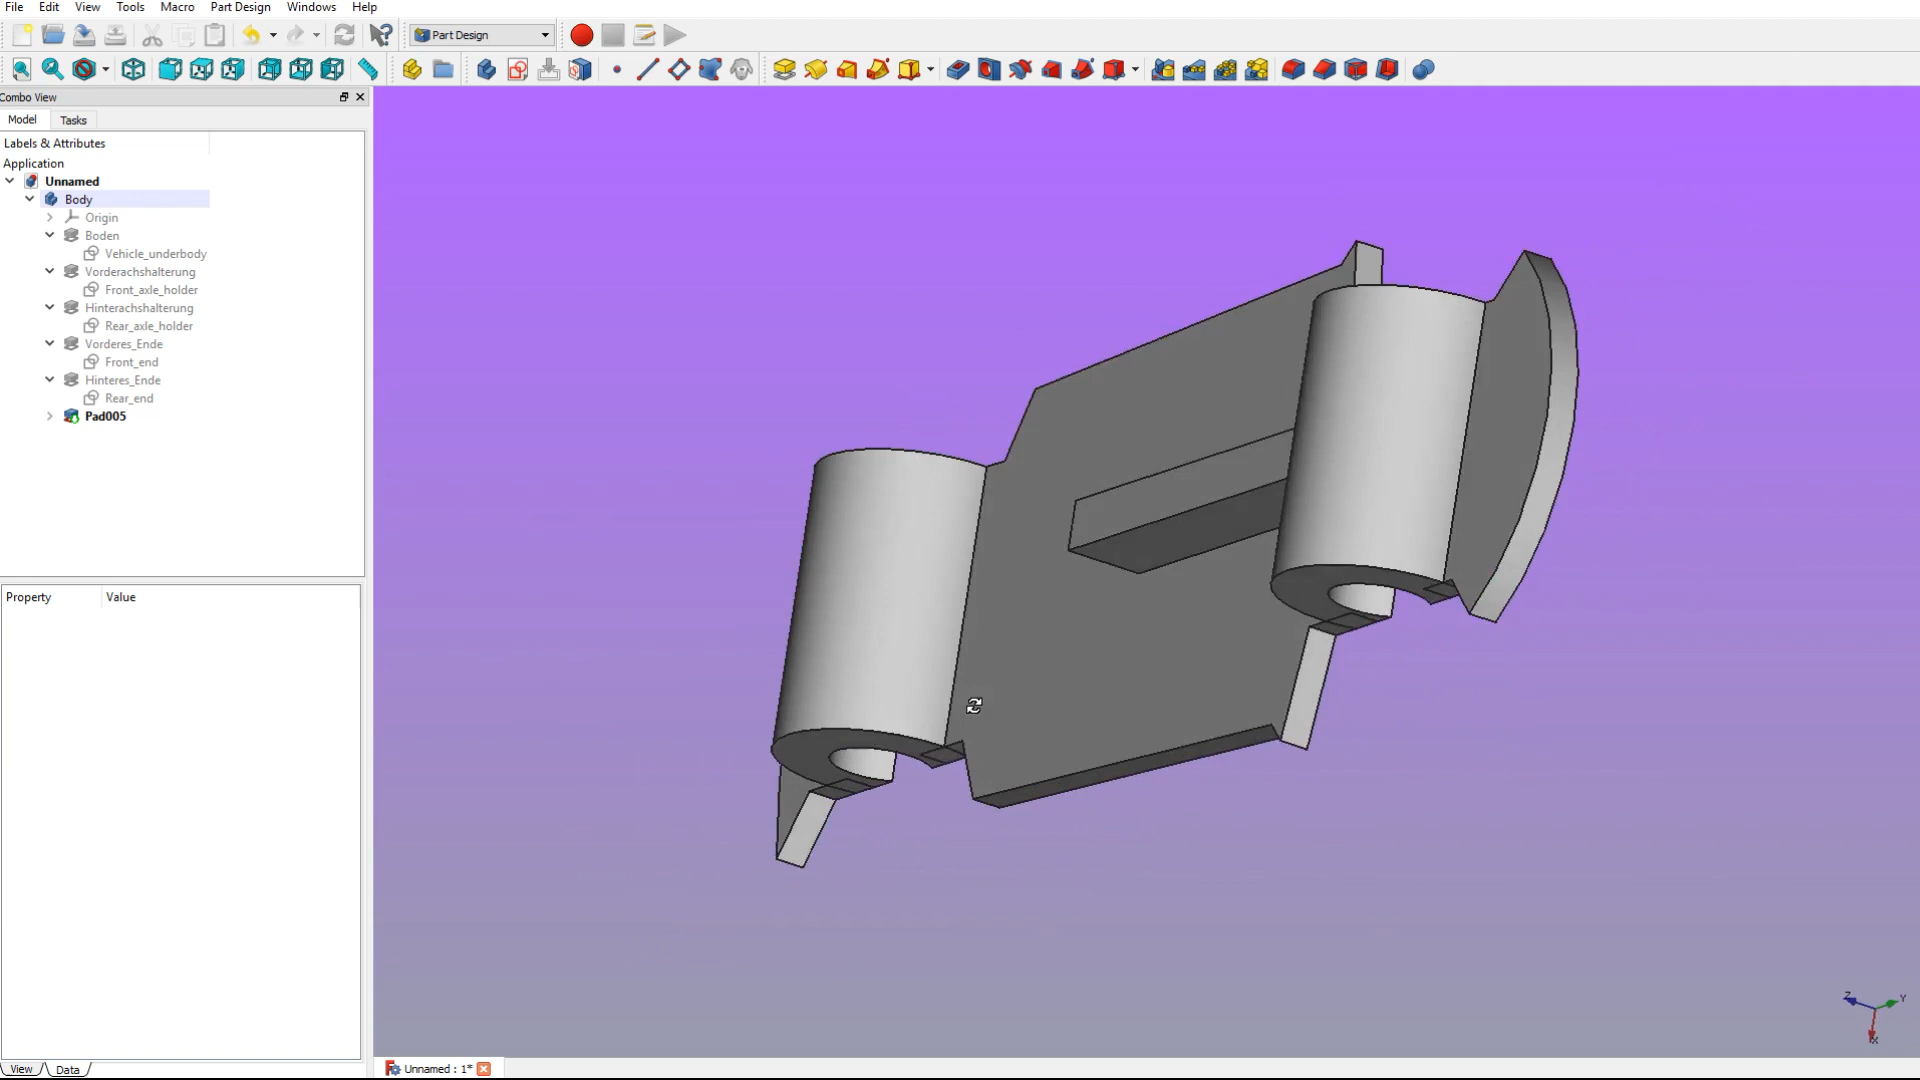 File Edit View Tools Macro Part Design Windows Help
Part Design
Combo View
Model Tasks
Labels & Attributes
Application
Unnamed
Body
Origin
Boden
Vehicle_underbody
Vorderachshalterung
Front_axle_holder
Hinterachshalterung
Rear_axle_holder
Vorderes_Ende
Front_end
Hinteres_Ende
Rear_end
Pad005
Property Value
Z Y
X
View Data
Unnamed : 1*